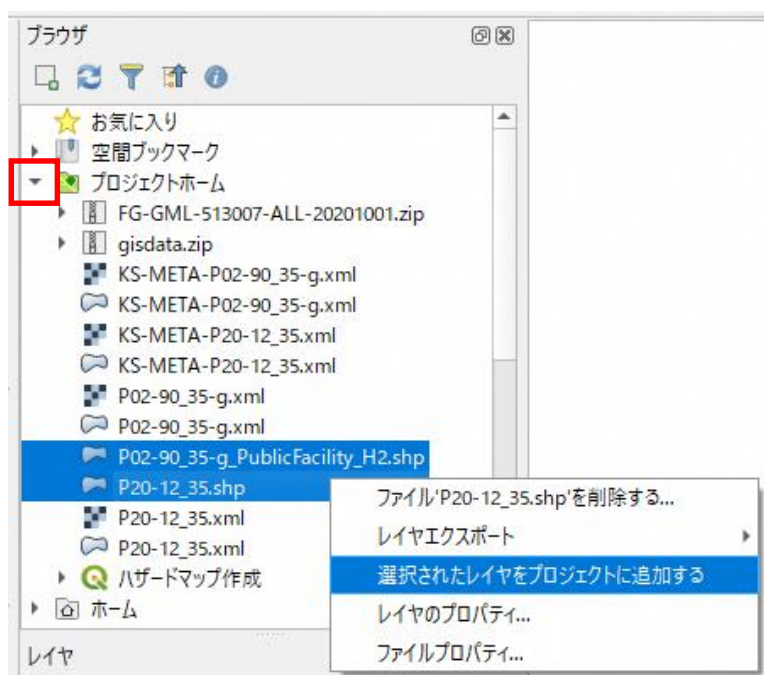 ブラウザ
お気に入り
空間ブックマーク
プロジェクトホーム
FG-GML-513007-ALL-20201001.zip
gisdata.zip
KS-META-P02-90_35-g.xml
KS-META-P02-90_35-g.xml
KS-META-P20-12_35.xml
KS-META-P20-12_35.xml
P02-90_35-g.xml
P02-90_35-g.xml
P02-90_35-g_PublicFacility_H2.shp
P20-12_35.shp
P20-12_35.xml
P20-12_35.xml
ハザードマップ作成
ホーム
レイヤ
ファイル'P20-12_35.shp'を削除する...
レイヤエクスポート
選択されたレイヤをプロジェクトに追加する
レイヤのプロパティ...
ファイルプロパティ...